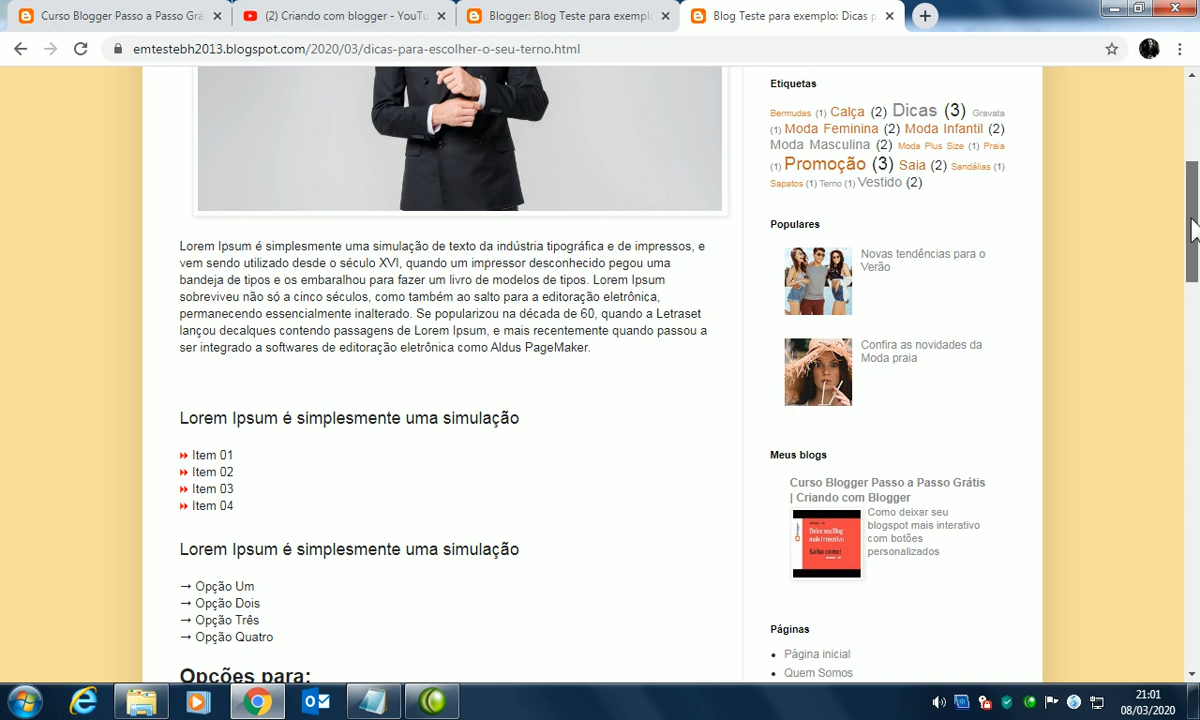 Curso Blogger Passo a Passo Grá
(2) Criando com blogger - YouTu
Blogger: Blog Teste para exemplo
Blog Teste para exemplo: Dicas p
emtestebh2013.blogspot.com/2020/03/dicas-para-escolher-o-seu-terno.html
Lorem Ipsum é simplesmente uma simulação de texto da indústria tipográfica e de impressos, e
vem sendo utilizado desde o século XVI, quando um impressor desconhecido pegou uma
bandeja de tipos e os embaralhou para fazer um livro de modelos de tipos. Lorem Ipsum
sobreviveu não só a cinco séculos, como também ao salto para a editoração eletrônica,
permanecendo essencialmente inalterado. Se popularizou na década de 60, quando a Letraset
lançou decalques contendo passagens de Lorem Ipsum, e mais recentemente quando passou a
ser integrado a softwares de editoração eletrônica como Aldus PageMaker.
Lorem Ipsum é simplesmente uma simulação
Item 01
Item 02
Item 03
Item 04
Lorem Ipsum é simplesmente uma simulação
→ Opção Um
→ Opção Dois
→ Opção Três
→ Opção Quatro
Opções para:
Etiquetas
Bermudas (1) Calça (2) Dicas (3) Gravata
(1) Moda Feminina (2) Moda Infantil (2)
Moda Masculina (2) Moda Plus Size (1) Praia
(1) Promoção (3) Saia (2) Sandálias (1)
Sapatos (1) Terno (1) Vestido (2)
Populares
Novas tendências para o
Verão
Confira as novidades da
Moda praia
Meus blogs
Curso Blogger Passo a Passo Grátis
| Criando com Blogger
Deixe seu Blog
mais Interativo
Saiba como!
Como deixar seu
blogspot mais interativo
com botões
personalizados
Páginas
Página inicial
Quem Somos
21:01
08/03/2020